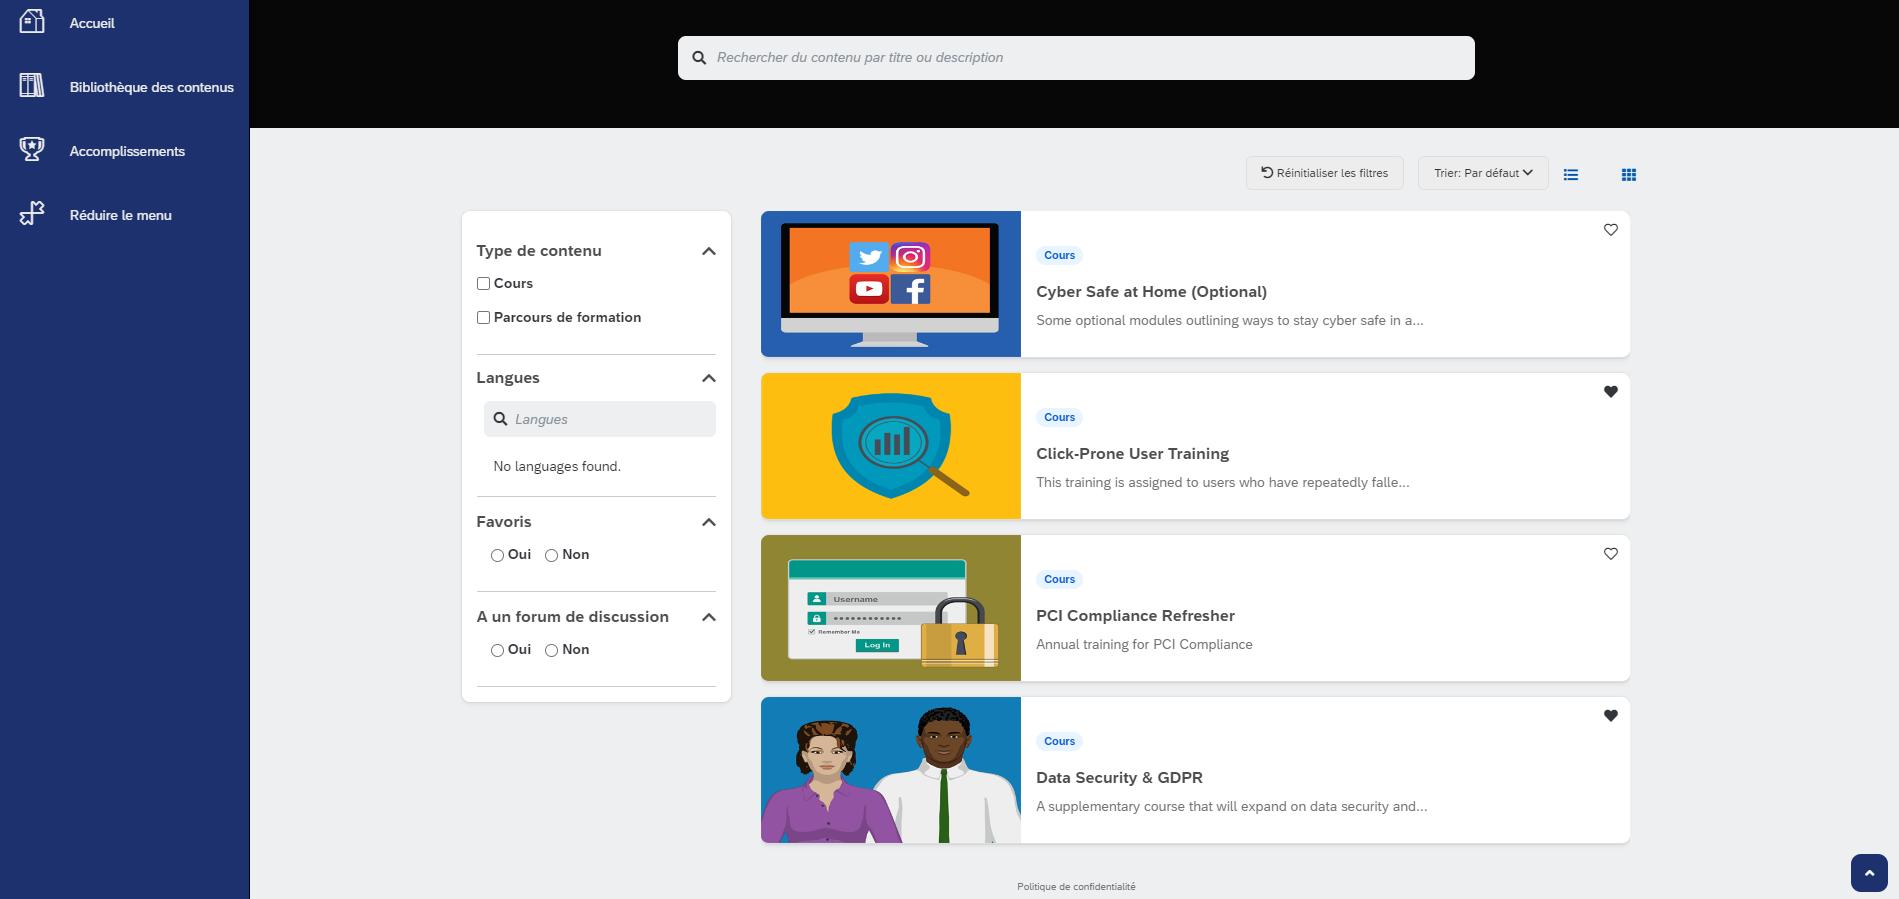 Accueil
Bibliothèque des contenus
Accomplissements
Réduire le menu
Rechercher du contenu par titre ou description
Réinitialiser les filtres
Trier: Par défaut
Type de contenu
Cours
Parcours de formation
Langues
Langues
No languages found.
Favoris
Oui Non
A un forum de discussion
Oui Non
Cours
Cyber Safe at Home (Optional)
Some optional modules outlining ways to stay cyber safe in a...
Cours
Click-Prone User Training
This training is assigned to users who have repeatedly falle...
Username
Remember Me
Log In
Cours
PCI Compliance Refresher
Annual training for PCI Compliance
Cours
Data Security & GDPR
A supplementary course that will expand on data security and...
Politique de confidentialité